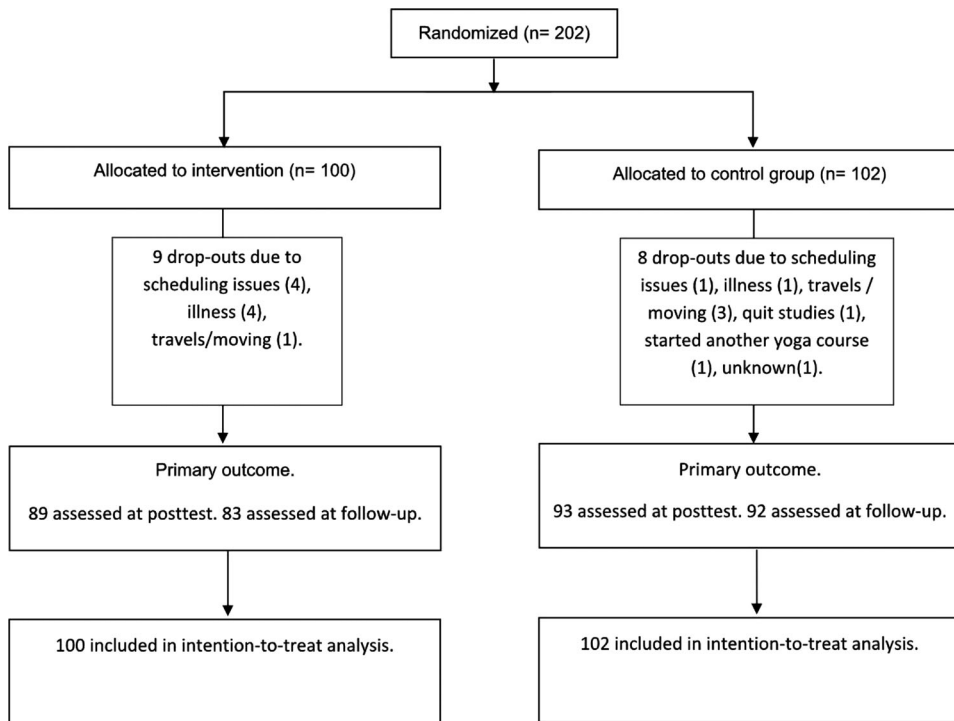 Randomized (n= 202)
Allocated to intervention (n= 100)
Allocated to control group (n= 102)
9 drop-outs due to
scheduling issues (4),
illness (4),
travels/moving (1).
8 drop-outs due to scheduling
issues (1), illness (1), travels /
moving (3), quit studies (1),
started another yoga course
(1), unknown(1).
Primary outcome.
89 assessed at posttest. 83 assessed at follow-up.
Primary outcome.
93 assessed at posttest. 92 assessed at follow-up.
100 included in intention-to-treat analysis.
102 included in intention-to-treat analysis.